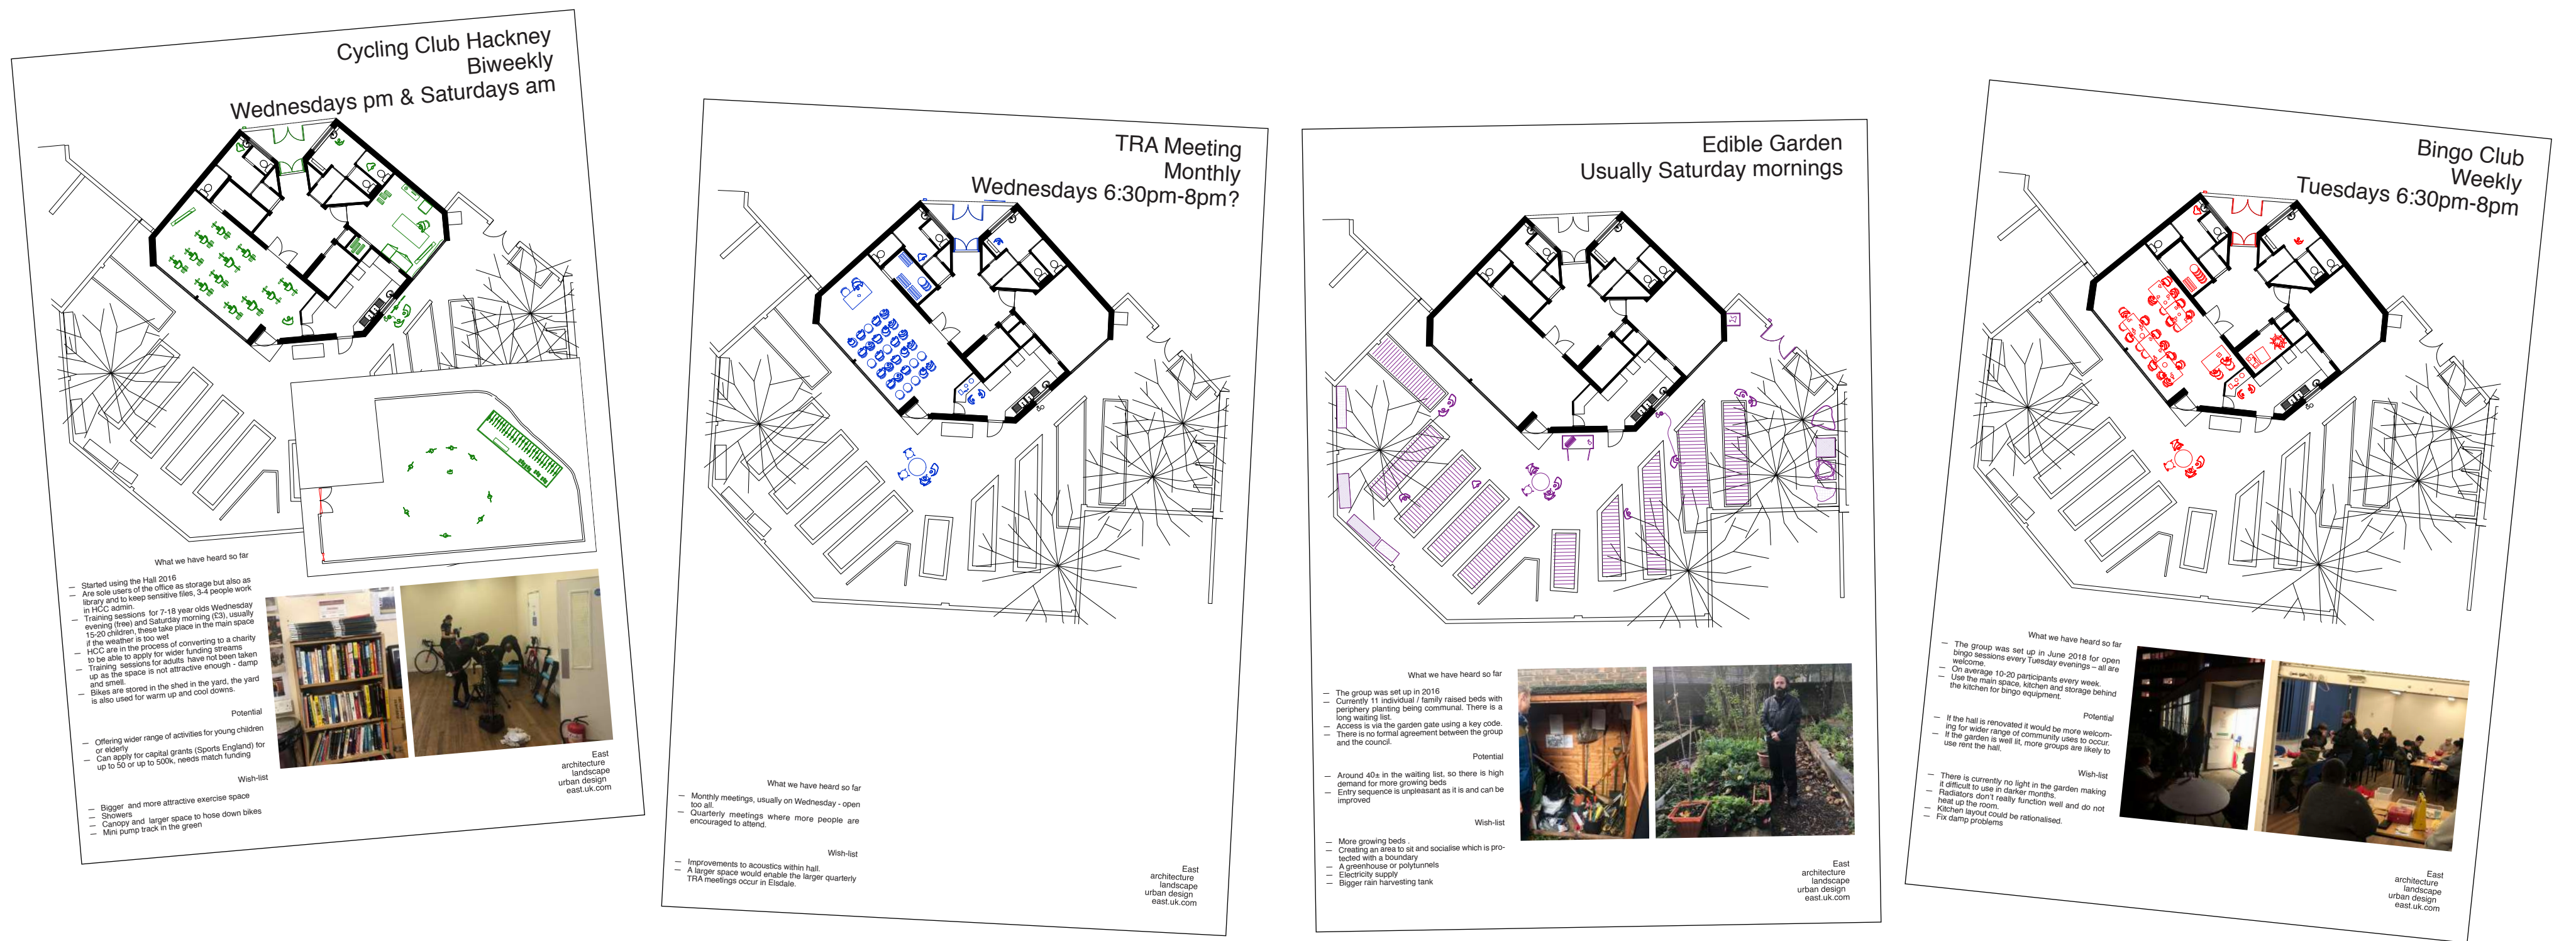 Cycling Club Hackney
Biweekly
Wednesdays pm & Saturdays am
What we have heard so far
— Started using the Hall 2016
— Are sole users of the office as storage but also as
library and to keep sensitive files, 3-4 people work
in HCC admin.
— Training sessions for 7-18 year olds Wednesday
evening (free) and Saturday morning (£3), usually
15-20 children, these take place in the main space
if the weather is too wet
— HCC are in the process of converting to a charity
to be able to apply for wider funding streams
— Training sessions for adults have not been taken
up as the space is not attractive enough - damp
and smell.
— Bikes are stored in the shed in the yard, the yard
is also used for warm up and cool downs.
Potential
— Offering wider range of activities for young children
or elderly
— Can apply for capital grants (Sports England) for
up to 50 or up to 500k, needs match funding
Wish-list
— Bigger and more attractive exercise space
— Showers
— Canopy and larger space to hose down bikes
— Mini pump track in the green
East
architecture
landscape
urban design
east.uk.com
TRA Meeting
Monthly
Wednesdays 6:30pm-8pm?
What we have heard so far
— Monthly meetings, usually on Wednesday - open
too all.
— Quarterly meetings where more people are
encouraged to attend.
Wish-list
— Improvements to acoustics within hall.
— A larger space would enable the larger quarterly
TRA meetings occur in Elsdale.
East
architecture
landscape
urban design
east.uk.com
Edible Garden
Usually Saturday mornings
What we have heard so far
— The group was set up in 2016
— Currently 11 individual / family raised beds with
periphery planting being communal. There is a
long waiting list.
— Access is via the garden gate using a key code.
— There is no formal agreement between the group
and the council.
Potential
— Around 40± in the waiting list, so there is high
demand for more growing beds
— Entry sequence is unpleasant as it is and can be
improved
Wish-list
— More growing beds .
— Creating an area to sit and socialise which is pro-
tected with a boundary
— A greenhouse or polytunnels
— Electricity supply
— Bigger rain harvesting tank
East
architecture
landscape
urban design
east.uk.com
Bingo Club
Weekly
Tuesdays 6:30pm-8pm
What we have heard so far
— The group was set up in June 2018 for open
bingo sessions every Tuesday evenings – all are
welcome.
— On average 10-20 participants every week.
— Use the main space, kitchen and storage behind
the kitchen for bingo equipment.
Potential
— If the hall is renovated it would be more welcom-
ing for wider range of community uses to occur.
— If the garden is well lit, more groups are likely to
use rent the hall.
Wish-list
— There is currently no light in the garden making
it difficult to use in darker months.
— Radiators don't really function well and do not
heat up the room.
— Kitchen layout could be rationalised.
— Fix damp problems
East
architecture
landscape
urban design
east.uk.com